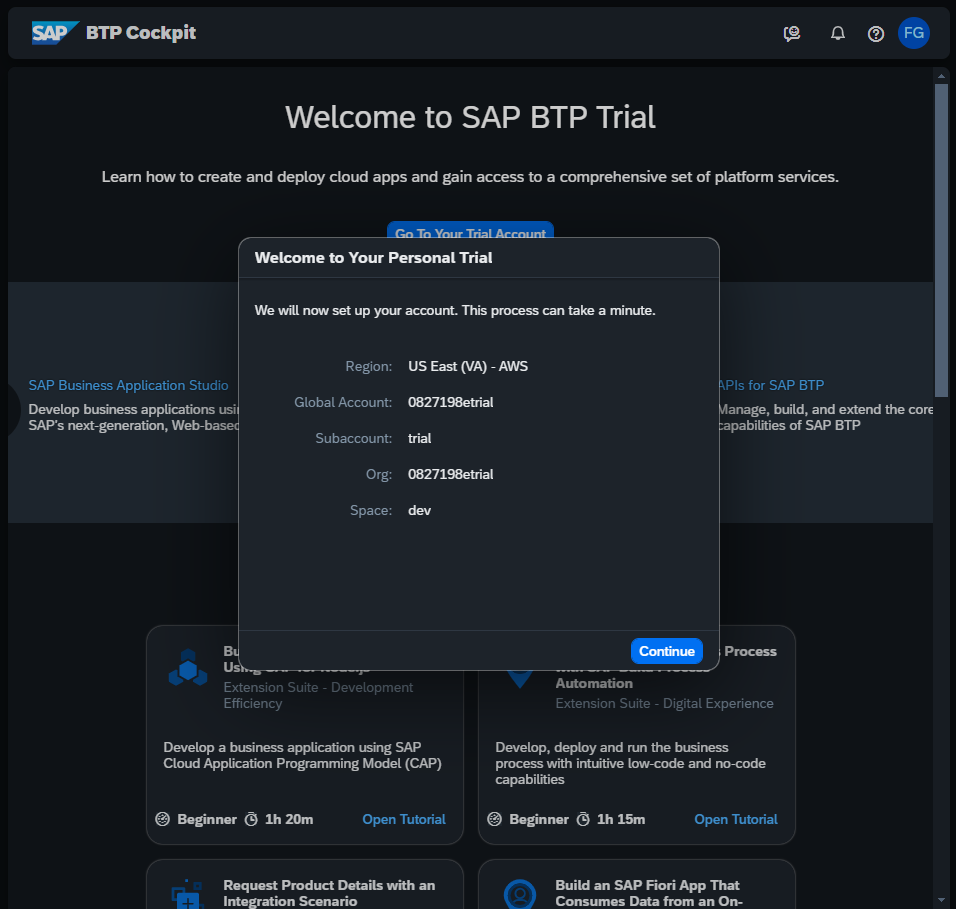 SAP BTP Cockpit
FG
Welcome to SAP BTP Trial
Learn how to create and deploy cloud apps and gain access to a comprehensive set of platform services.
Go To Your Trial Account
Welcome to Your Personal Trial
We will now set up your account. This process can take a minute.
Region: US East (VA) - AWS
Global Account: 0827198etrial
Subaccount: trial
Org: 0827198etrial
Space: dev
Continue
SAP Business Application Studio
Develop business applications
SAP's next-generation, Web-based
APIs for SAP BTP
Manage, build, and extend the core
capabilities of SAP BTP
Using
Extension Suite - Development
Efficiency
Develop a business application using SAP
Cloud Application Programming Model (CAP)
Beginner 1h 20m Open Tutorial
Process
Automation
Extension Suite - Digital Experience
Develop, deploy and run the business
process with intuitive low-code and no-code
capabilities
Beginner 1h 15m Open Tutorial
Request Product Details with an
Integration Scenario
Build an SAP Fiori App That
Consumes Data from an On-